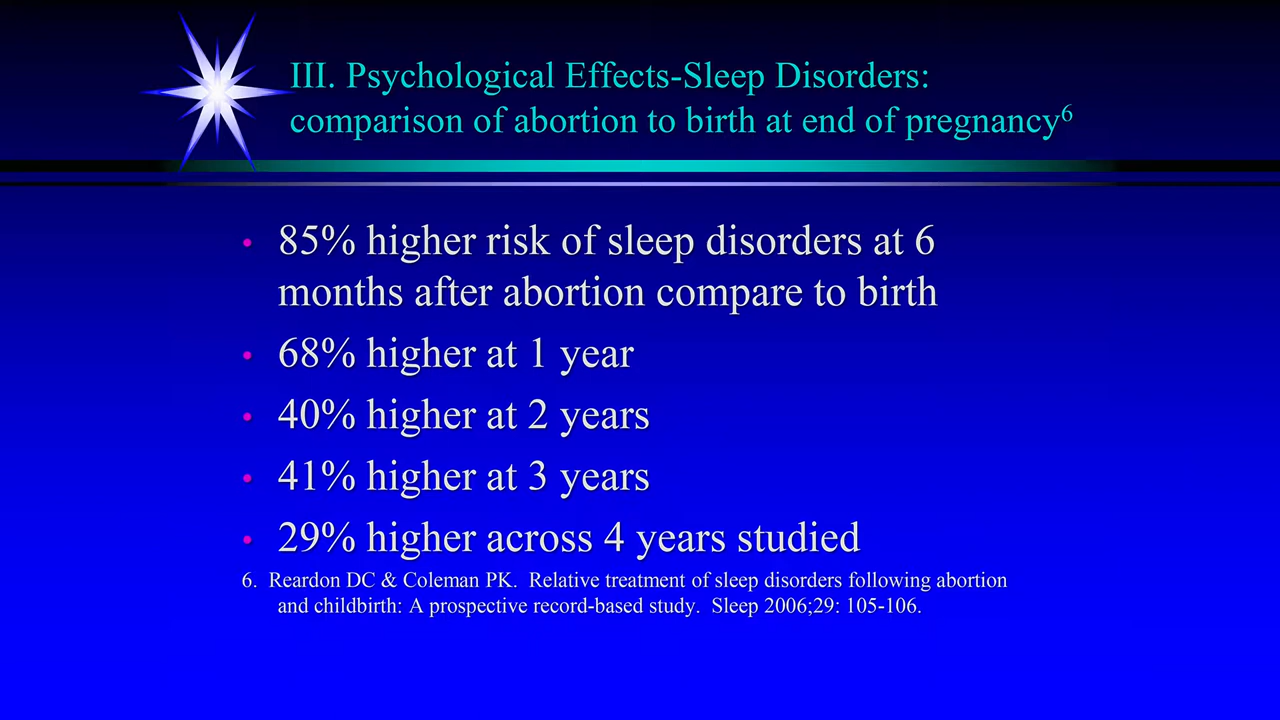 III. Psychological Effects-Sleep Disorders:
comparison of abortion to birth at end of pregnancy⁶
• 85% higher risk of sleep disorders at 6
months after abortion compare to birth
• 68% higher at 1 year
• 40% higher at 2 years
• 41% higher at 3 years
• 29% higher across 4 years studied
6. Reardon DC & Coleman PK. Relative treatment of sleep disorders following abortion
and childbirth: A prospective record-based study. Sleep 2006;29: 105-106.